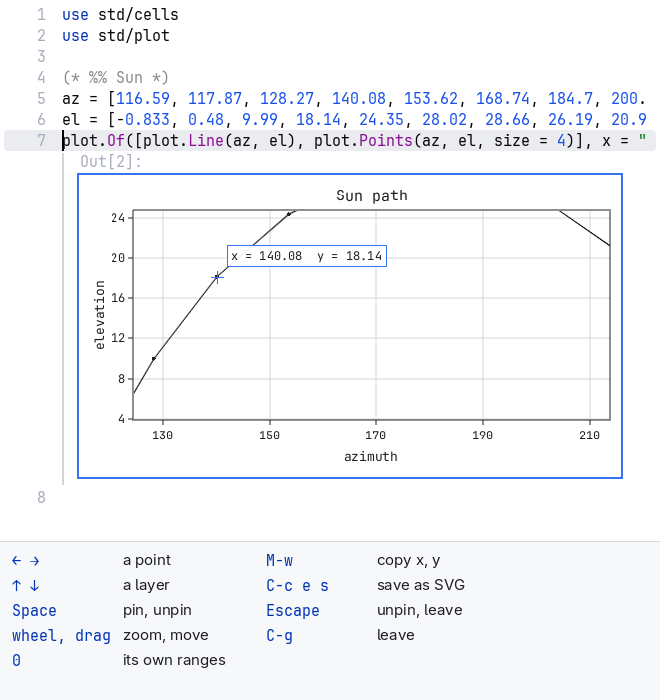 1 use std/cells
2 use std/plot
3
4 (* %% Sun *)
5 az = [116.59, 117.87, 128.27, 140.08, 153.62, 168.74, 184.7, 200.
6 el = [-0.833, 0.48, 9.99, 18.14, 24.35, 28.02, 28.66, 26.19, 20.9
7 plot.Of([plot.Line(az, el), plot.Points(az, el, size = 4)], x = "
Out[2]:
Sun path
24
x = 140.08  y = 18.14
20
16
elevation
12
8
4
130 150 170 190 210
azimuth
8
← → a point M-w copy x, y
↑ ↓ a layer C-c e s save as SVG
Space pin, unpin Escape unpin, leave
wheel, drag zoom, move C-g leave
0 its own ranges